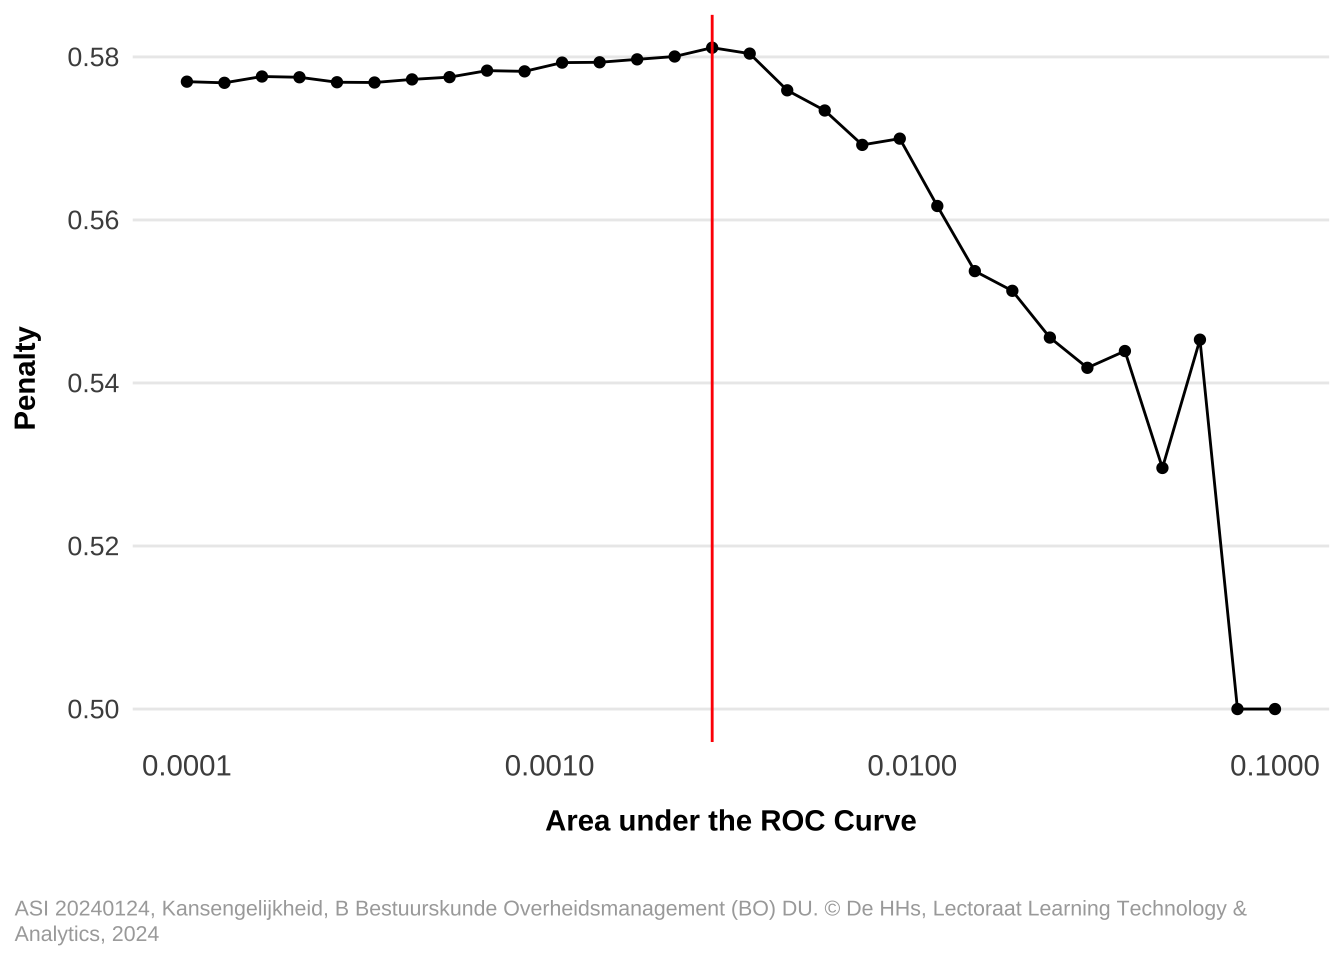 0.58
0.56
0.54
0.52
0.50
Penalty
0.0001 0.0010 0.0100 0.1000
Area under the ROC Curve
ASI 20240124, Kansengelijkheid, B Bestuurskunde Overheidsmanagement (BO) DU. © De HHs, Lectoraat Learning Technology &
Analytics, 2024